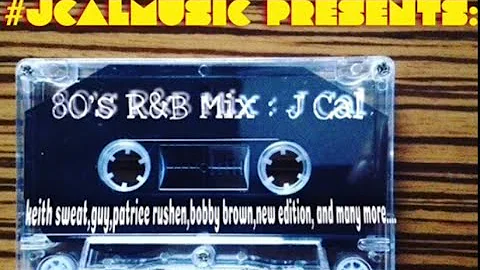 #JCALMUSIC PRESENTS:
80'S R&B Mix : J Cal
keith sweat,guy,patrice rushen,bobby brown,new edition, and many more....